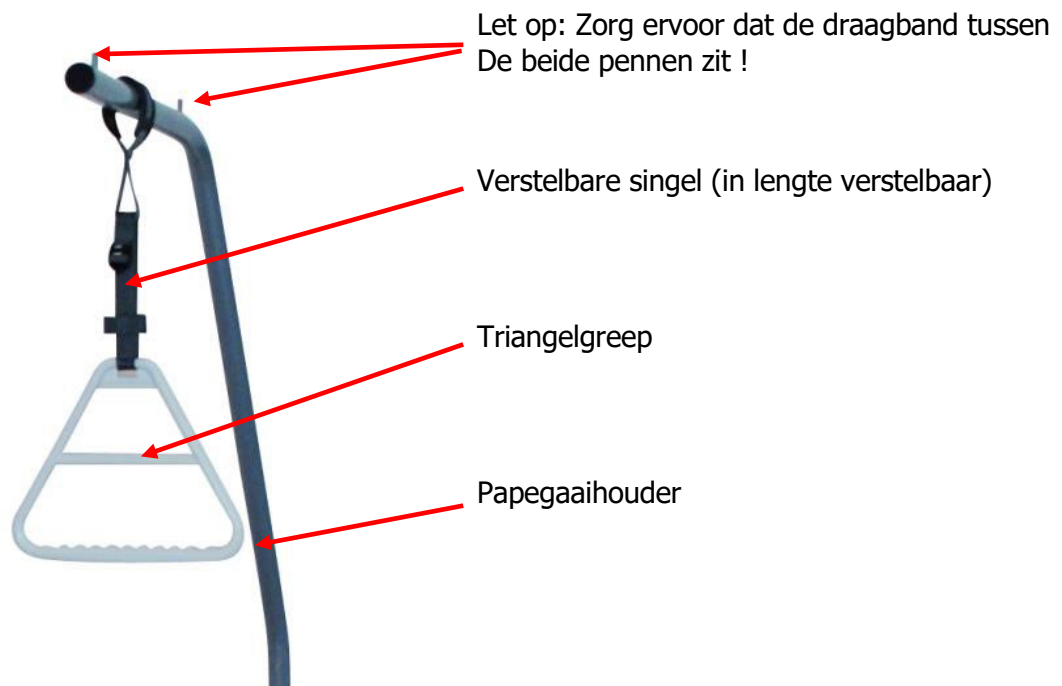 Let op: Zorg ervoor dat de draagband tussen
De beide pennen zit !
Verstelbare singel (in lengte verstelbaar)
Triangelgreep
Papegaaihouder